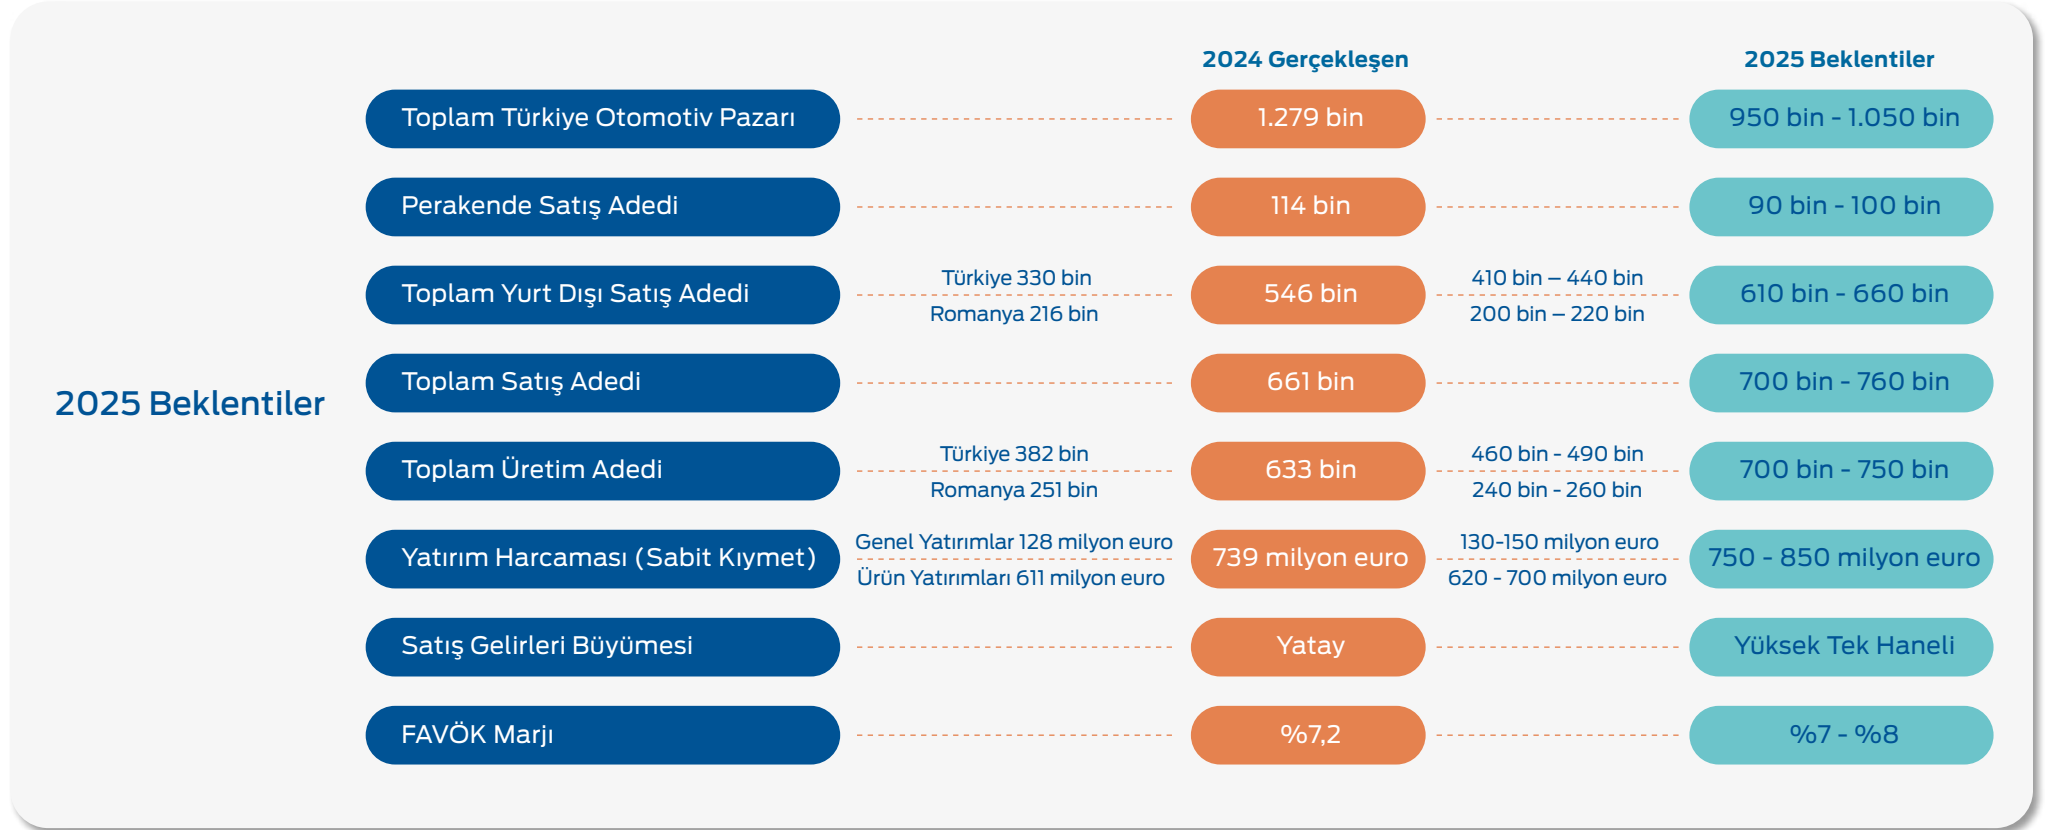 2024 Gerçekleşen
2025 Beklentiler
2025 Beklentiler
Toplam Türkiye Otomotiv Pazarı
1.279 bin
950 bin - 1.050 bin
Perakende Satış Adedi
114 bin
90 bin - 100 bin
Toplam Yurt Dışı Satış Adedi
Türkiye 330 bin
Romanya 216 bin
546 bin
410 bin – 440 bin
200 bin – 220 bin
610 bin - 660 bin
Toplam Satış Adedi
661 bin
700 bin - 760 bin
Toplam Üretim Adedi
Türkiye 382 bin
Romanya 251 bin
633 bin
460 bin - 490 bin
240 bin - 260 bin
700 bin - 750 bin
Yatırım Harcaması (Sabit Kıymet)
Genel Yatırımlar 128 milyon euro
Ürün Yatırımları 611 milyon euro
739 milyon euro
130-150 milyon euro
620 - 700 milyon euro
750 - 850 milyon euro
Satış Gelirleri Büyümesi
Yatay
Yüksek Tek Haneli
FAVÖK Marjı
%7,2
%7 - %8